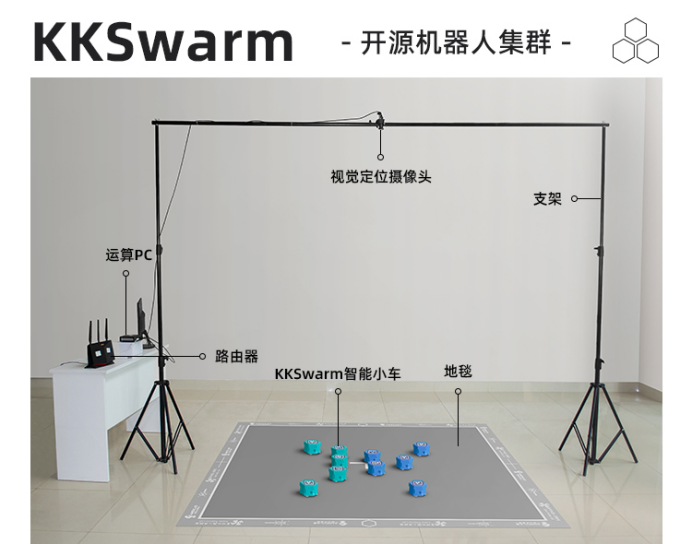 KKSwarm
- 开源机器人集群 -
视觉定位摄像头
支架
运算PC
路由器
KKSwarm智能小车
地毯